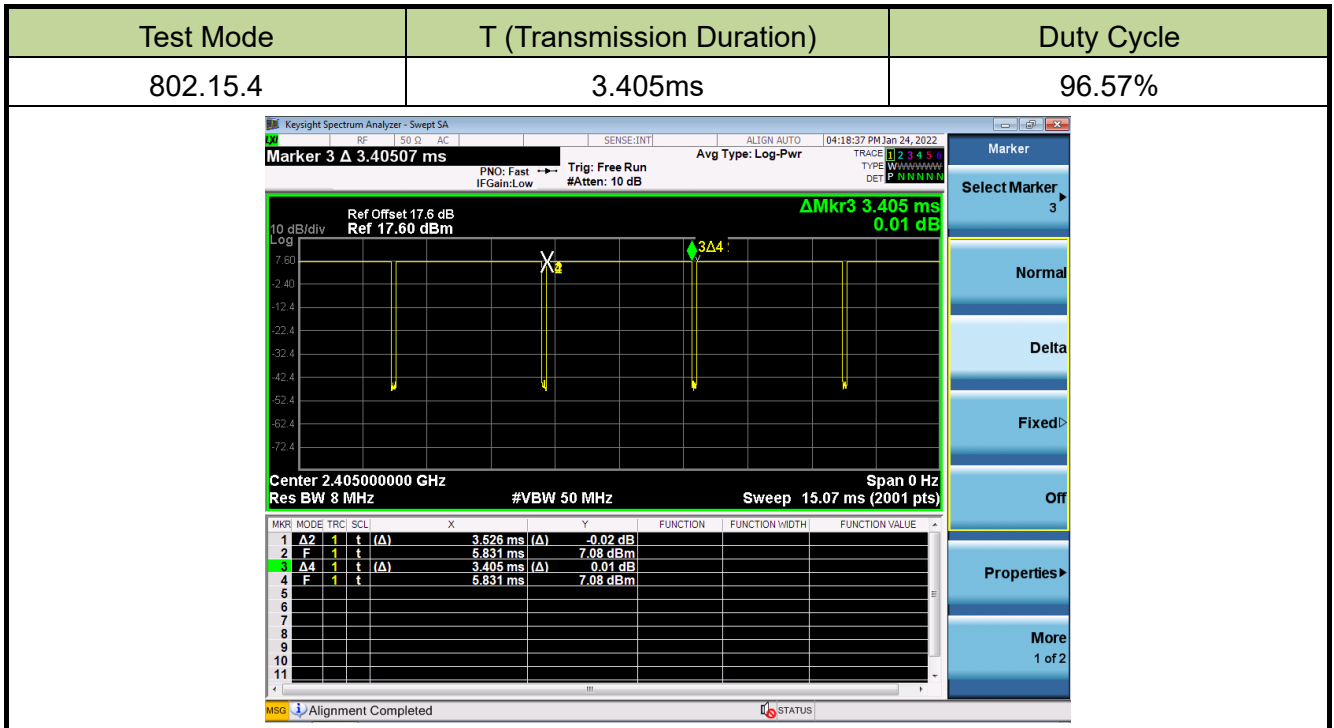 Test Mode T (Transmission Duration) Duty Cycle
802.15.4 3.405ms 96.57%
Keysight Spectrum Analyzer - Swept SA
LXI RF 50 Ω AC SENSE:INT ALIGN AUTO 04:18:37 PM Jan 24, 2022
Marker 3 Δ 3.40507 ms
PNO: Fast
IFGain:Low
Trig: Free Run
#Atten: 10 dB
Avg Type: Log-Pwr
TRACE 1 2 3 4 5 6
TYPE WWWWWW
DET P N N N N N
ΔMkr3 3.405 ms
0.01 dB
Ref Offset 17.6 dB
10 dB/div Ref 17.60 dBm
Log
7.60
-2.40
-12.4
-22.4
-32.4
-42.4
-52.4
-62.4
-72.4
3Δ4
Center 2.405000000 GHz Span 0 Hz
Res BW 8 MHz #VBW 50 MHz Sweep 15.07 ms (2001 pts)
MKR MODE TRC SCL X Y FUNCTION FUNCTION WIDTH FUNCTION VALUE
1 Δ2 1 t (Δ) 3.526 ms (Δ) -0.02 dB
2 F 1 t 5.831 ms 7.08 dBm
3 Δ4 1 t (Δ) 3.405 ms (Δ) 0.01 dB
4 F 1 t 5.831 ms 7.08 dBm
5
6
7
8
9
10
11
MSG Alignment Completed STATUS
Marker
Select Marker
3
Normal
Delta
Fixed
Off
Properties
More
1 of 2